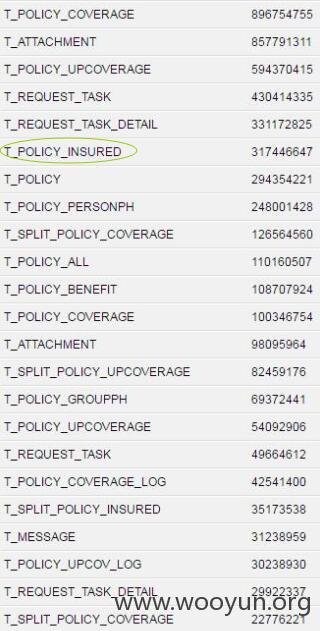 T_POLICY_COVERAGE 896754755
T_ATTACHMENT 857791311
T_POLICY_UPCOVERAGE 594370415
T_REQUEST_TASK 430414335
T_REQUEST_TASK_DETAIL 331172825
T_POLICY_INSURED 317446647
T_POLICY 294354221
T_POLICY_PERSONPH 248001428
T_SPLIT_POLICY_COVERAGE 126564560
T_POLICY_ALL 110160507
T_POLICY_BENEFIT 108707924
T_POLICY_COVERAGE 100346754
T_ATTACHMENT 98095964
T_SPLIT_POLICY_UPCOVERAGE 82459176
T_POLICY_GROUPPH 69372441
T_POLICY_UPCOVERAGE 54092906
T_REQUEST_TASK 49664612
T_POLICY_COVERAGE_LOG 42541400
T_SPLIT_POLICY_INSURED 35173538
T_MESSAGE 31238959
T_POLICY_UPCOV_LOG 30238930
T_REQUEST_TASK_DETAIL 29922337
www.wooyun.org
T_SPLIT_POLICY_COVERAGE 22776221